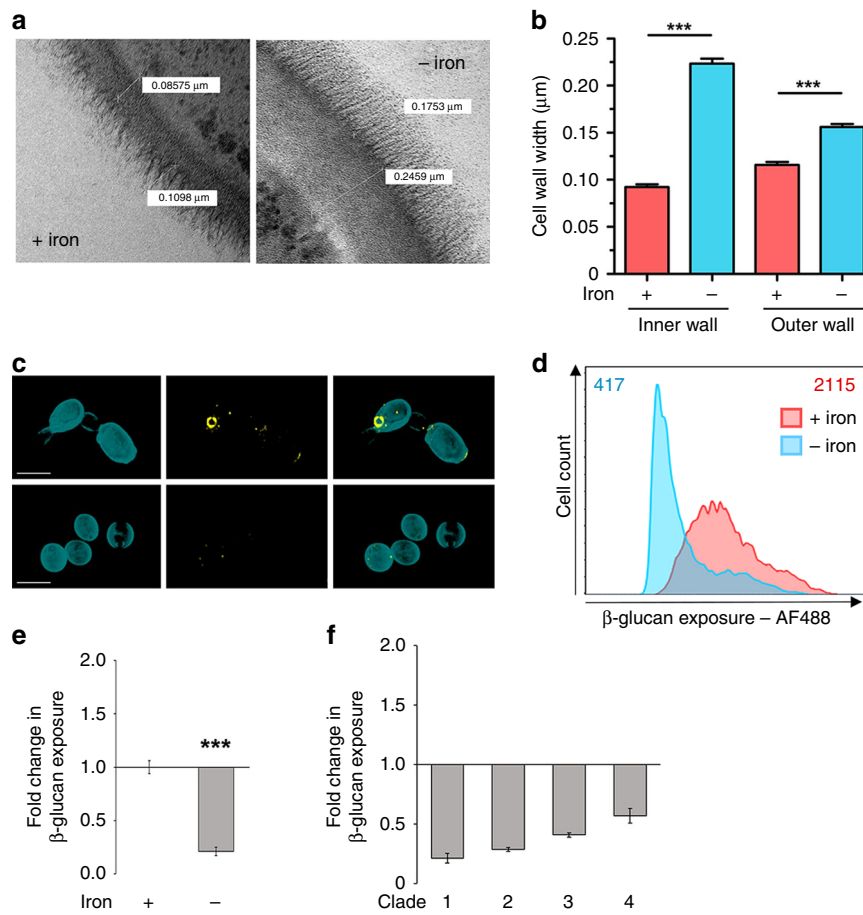 a
0.08575 μm
0.1098 μm
+ iron
– iron
0.1753 μm
0.2459 μm
b
Cell wall width (μm)
0.25
0.20
0.15
0.10
0.05
0
***
***
Iron + – + –
Inner wall Outer wall
c
d
417 2115
+ iron
– iron
Cell count
β-glucan exposure – AF488
e
Fold change in
β-glucan exposure
2.0
1.5
1.0
0.5
0.0
***
Iron + –
f
Fold change in
β-glucan exposure
2.0
1.5
1.0
0.5
0
Clade 1 2 3 4